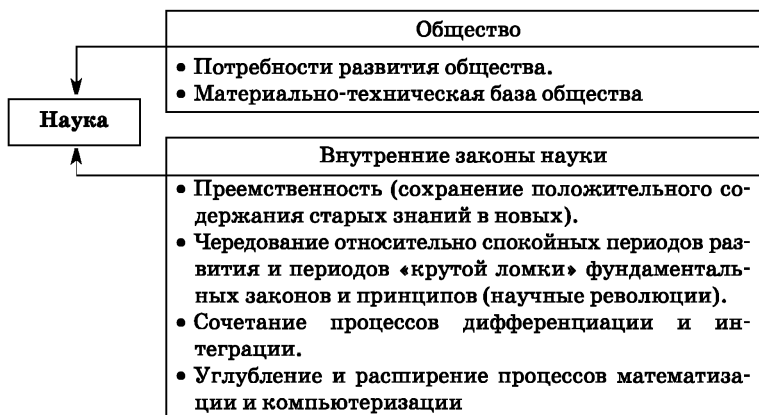 Общество
• Потребности развития общества.
• Материально-техническая база общества
Наука
Внутренние законы науки
• Преемственность (сохранение положительного со-
держания старых знаний в новых).
• Чередование относительно спокойных периодов раз-
вития и периодов «крутой ломки» фундаменталь-
ных законов и принципов (научные революции).
• Сочетание процессов дифференциации и ин-
теграции.
• Углубление и расширение процессов математиза-
ции и компьютеризации